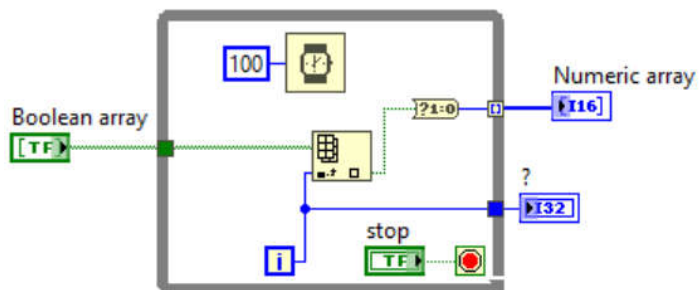 100
Numeric array
?1:0
[I16]
Boolean array
[TF]
?
I32
stop
i
TF